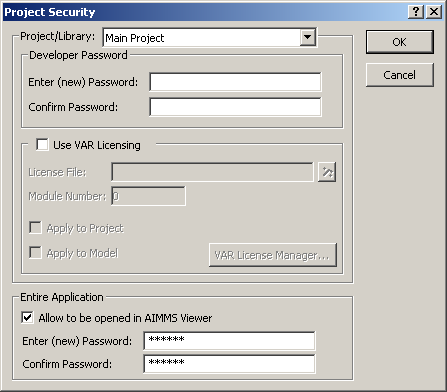 Project Security
Project/Library: Main Project
OK
Developer Password
Cancel
Enter (new) Password:
Confirm Password:
Use VAR Licensing
License File:
Module Number: 0
Apply to Project
Apply to Model
VAR License Manager...
Entire Application
Allow to be opened in AIMMS Viewer
Enter (new) Password: ******
Confirm Password: ******